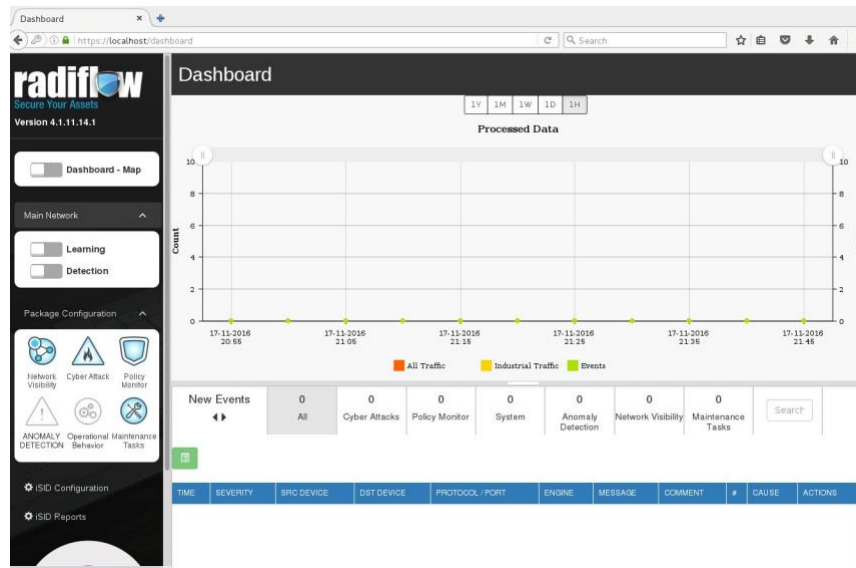 Dashboard
https://localhost/dashboard
Search
radiflow
Secure Your Assets
Version 4.1.11.14.1
Dashboard - Map
Main Network
Learning
Detection
Package Configuration
Network Visibility
Cyber Attack
Policy Monitor
ANOMALY DETECTION
Operational Behavior
Maintenance Tasks
iSID Configuration
iSID Reports
Dashboard
1Y 1M 1W 1D 1H
Processed Data
Count
10 10
8 8
6 6
4 4
2 2
0 0
17-11-2016 17-11-2016 17-11-2016 17-11-2016 17-11-2016 17-11-2016
20:55 21:05 21:15 21:25 21:35 21:45
All Traffic Industrial Traffic Events
New Events
0 All
0 Cyber Attacks
0 Policy Monitor
0 System
0 Anomaly Detection
0 Network Visibility
0 Maintenance Tasks
Search
TIME SEVERITY SRC DEVICE DST DEVICE PROTOCOL / PORT ENGINE MESSAGE COMMENT # CAUSE ACTIONS